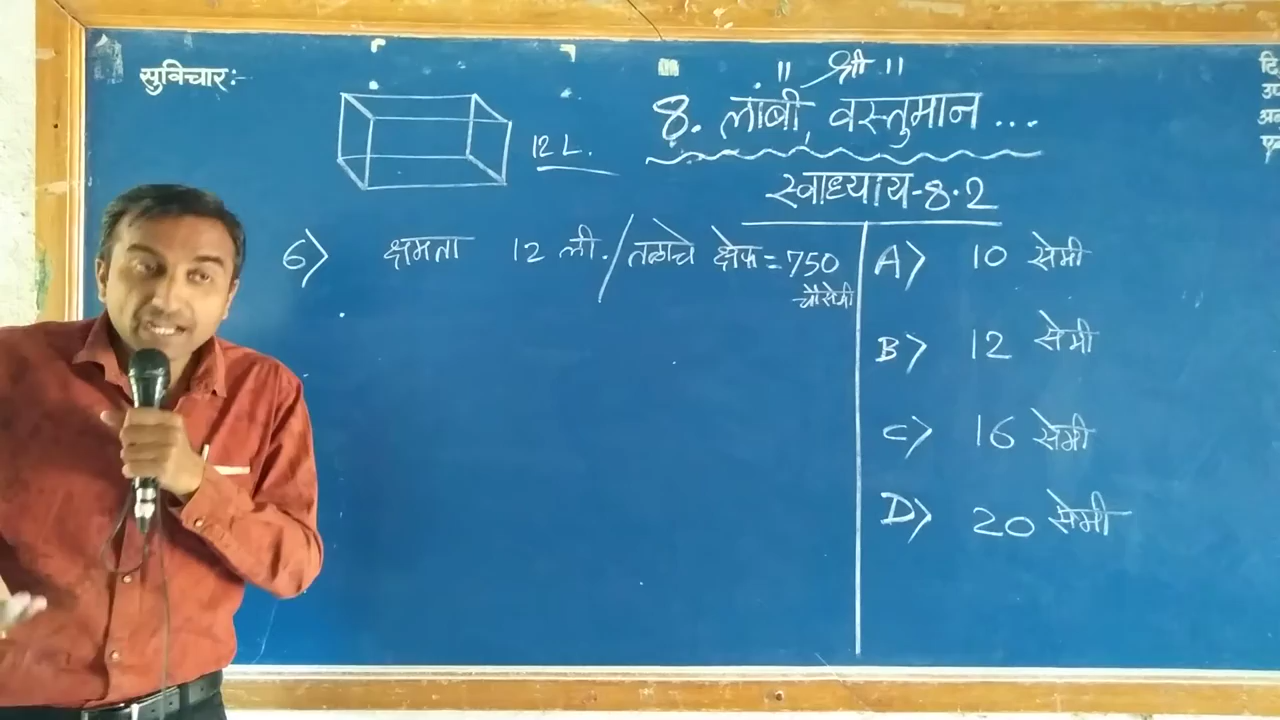 सुविचार:-
॥ श्री ॥
8. लांबी, वस्तुमान ...
12 L.
स्वाध्याय-8.2
6) क्षमता 12 ली. / तळाचे क्षेफ = 750
चौसेमी
A) 10 सेमी
B) 12 सेमी
C) 16 सेमी
D) 20 सेमी